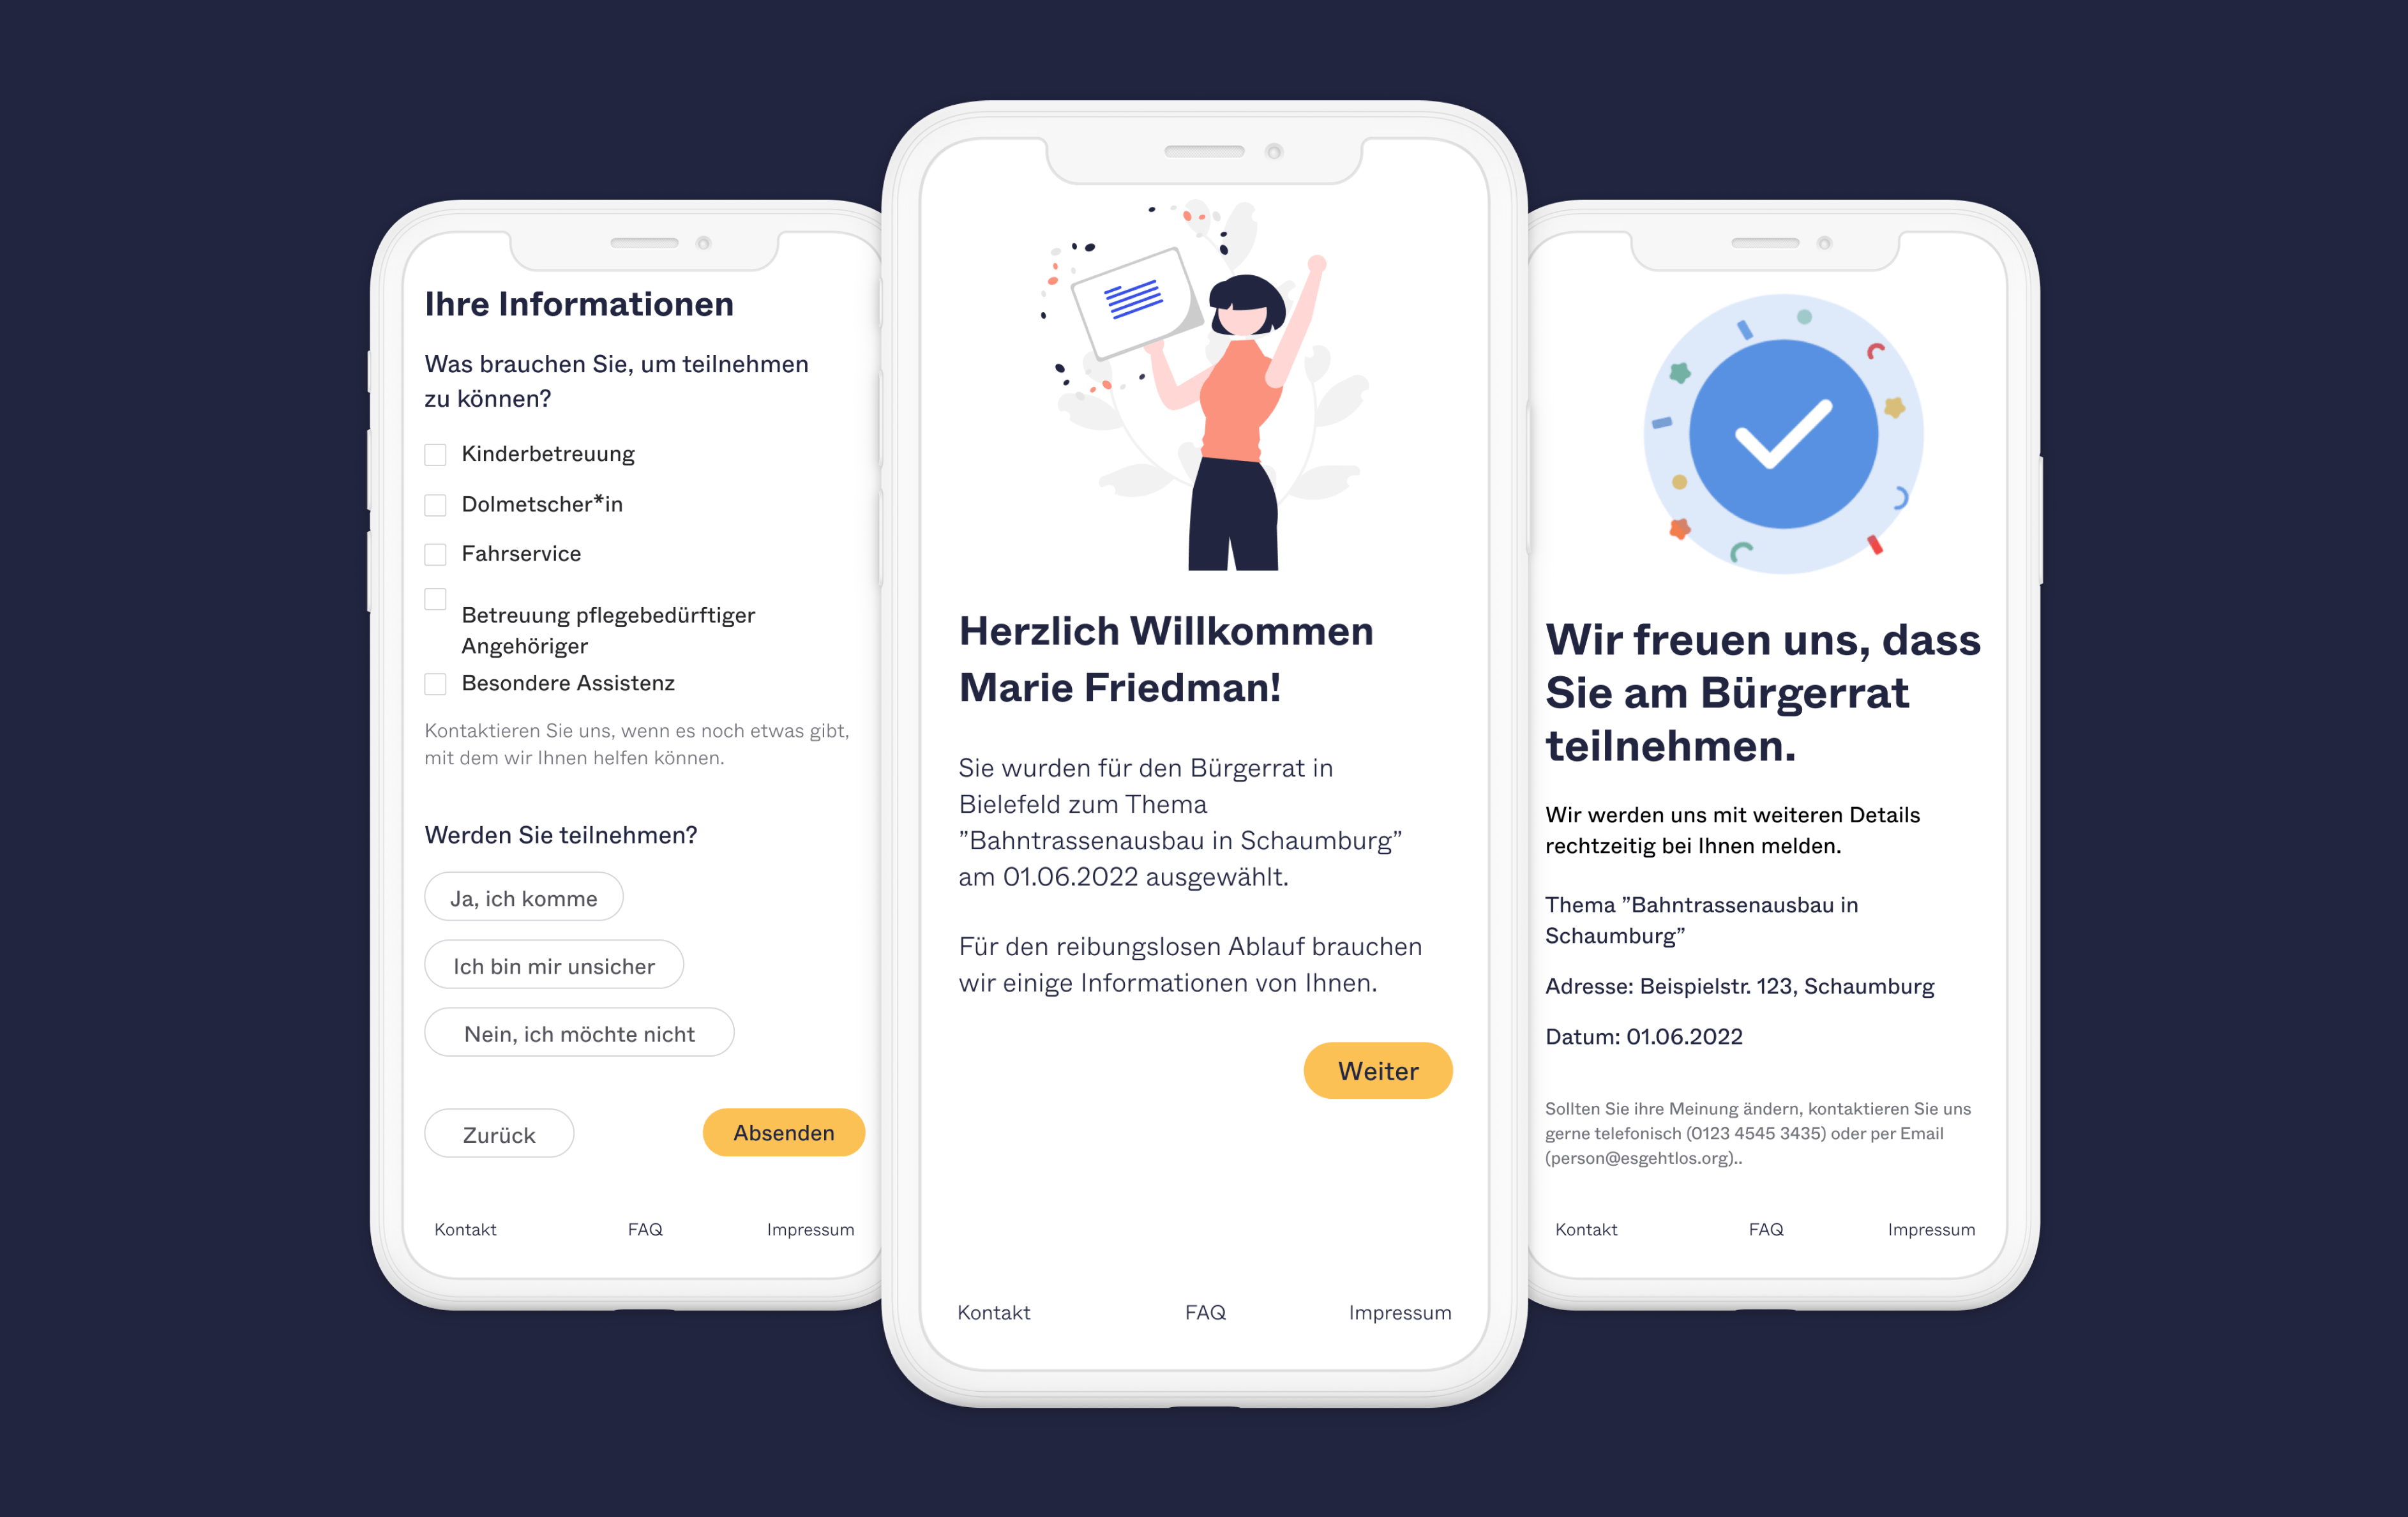 Ihre Informationen
Was brauchen Sie, um teilnehmen
zu können?
Kinderbetreuung
Dolmetscher*in
Fahrservice
Betreuung pflegebedürftiger
Angehöriger
Besondere Assistenz
Kontaktieren Sie uns, wenn es noch etwas gibt,
mit dem wir Ihnen helfen können.
Werden Sie teilnehmen?
Ja, ich komme
Ich bin mir unsicher
Nein, ich möchte nicht
Zurück
Absenden
Kontakt FAQ Impressum
Herzlich Willkommen
Marie Friedman!
Sie wurden für den Bürgerrat in
Bielefeld zum Thema
”Bahntrassenausbau in Schaumburg”
am 01.06.2022 ausgewählt.
Für den reibungslosen Ablauf brauchen
wir einige Informationen von Ihnen.
Weiter
Kontakt FAQ Impressum
Wir freuen uns, dass
Sie am Bürgerrat
teilnehmen.
Wir werden uns mit weiteren Details
rechtzeitig bei Ihnen melden.
Thema ”Bahntrassenausbau in
Schaumburg”
Adresse: Beispielstr. 123, Schaumburg
Datum: 01.06.2022
Sollten Sie ihre Meinung ändern, kontaktieren Sie uns
gerne telefonisch (0123 4545 3435) oder per Email
(person@esgehtlos.org)..
Kontakt FAQ Impressum